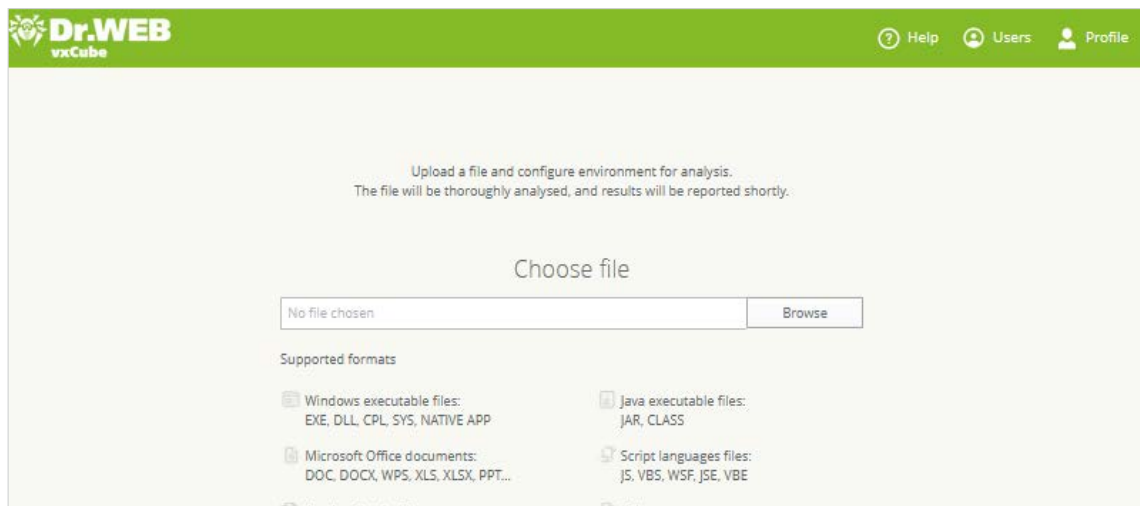 Dr.WEB
vxCube
Help
Users
Profile
Upload a file and configure environment for analysis.
The file will be thoroughly analysed, and results will be reported shortly.
Choose file
No file chosen
Browse
Supported formats
Windows executable files:
EXE, DLL, CPL, SYS, NATIVE APP
Java executable files:
JAR, CLASS
Microsoft Office documents:
DOC, DOCX, WPS, XLS, XLSX, PPT...
Script languages files:
JS, VBS, WSF, JSE, VBE